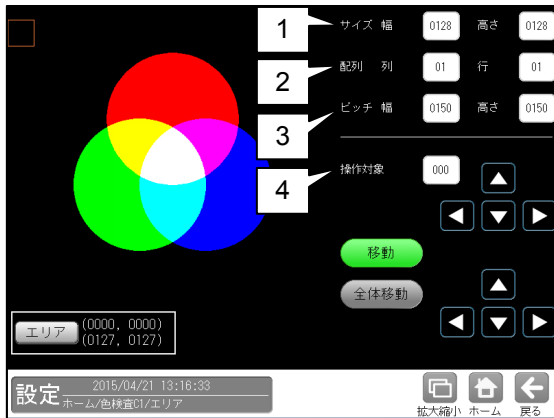 1 サイズ 幅 0128 高さ 0128
2 配列 列 01 行 01
3 ピッチ 幅 0150 高さ 0150
4 操作対象 000
移動
全体移動
エリア (0000, 0000)
(0127, 0127)
設定 2015/04/21 13:16:33
ホーム/色検査C1/エリア
拡大縮小 ホーム 戻る